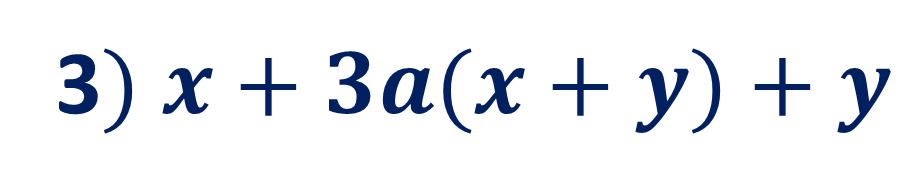 3) x + 3a(x + y) + y